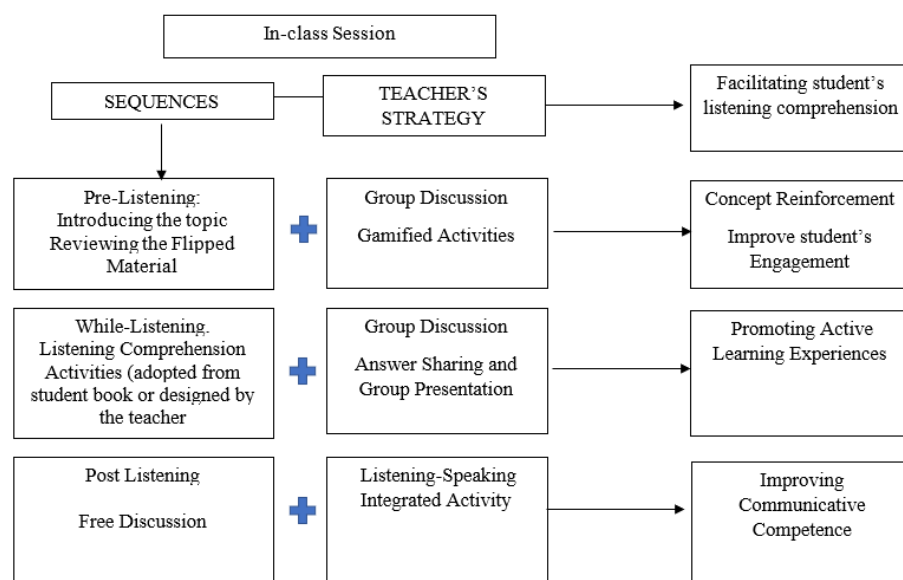 In-class Session
SEQUENCES
TEACHER'S
STRATEGY
Facilitating student's
listening comprehension
Pre-Listening:
Introducing the topic
Reviewing the Flipped
Material
Group Discussion
Gamified Activities
Concept Reinforcement
Improve student's
Engagement
While-Listening.
Listening Comprehension
Activities (adopted from
student book or designed by
the teacher
Group Discussion
Answer Sharing and
Group Presentation
Promoting Active
Learning Experiences
Post Listening
Free Discussion
Listening-Speaking
Integrated Activity
Improving
Communicative
Competence